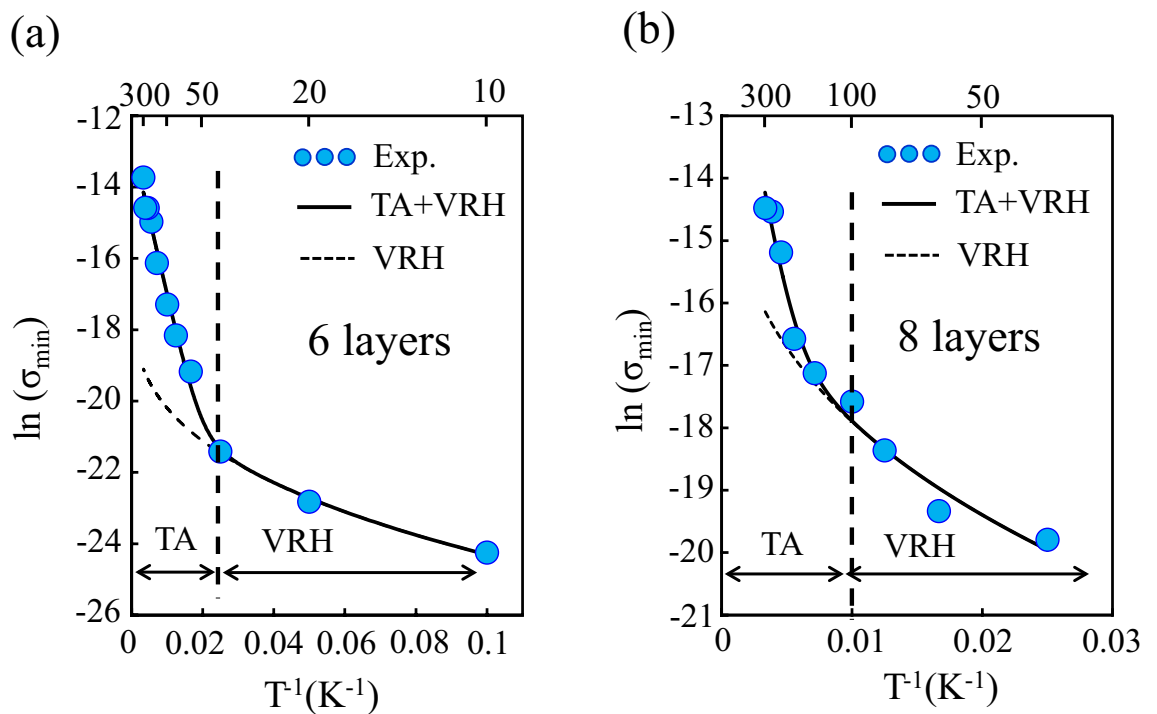 (a)
300 50 20 10
-12
-14
-16
-18
-20
-22
-24
-26
ln (σmin)
Exp.
TA+VRH
VRH
6 layers
TA
VRH
0 0.02 0.04 0.06 0.08 0.1
T-1(K-1)
(b)
300 100 50
-13
-14
-15
-16
-17
-18
-19
-20
-21
ln (σmin)
Exp.
TA+VRH
VRH
8 layers
TA
VRH
0 0.01 0.02 0.03
T-1(K-1)